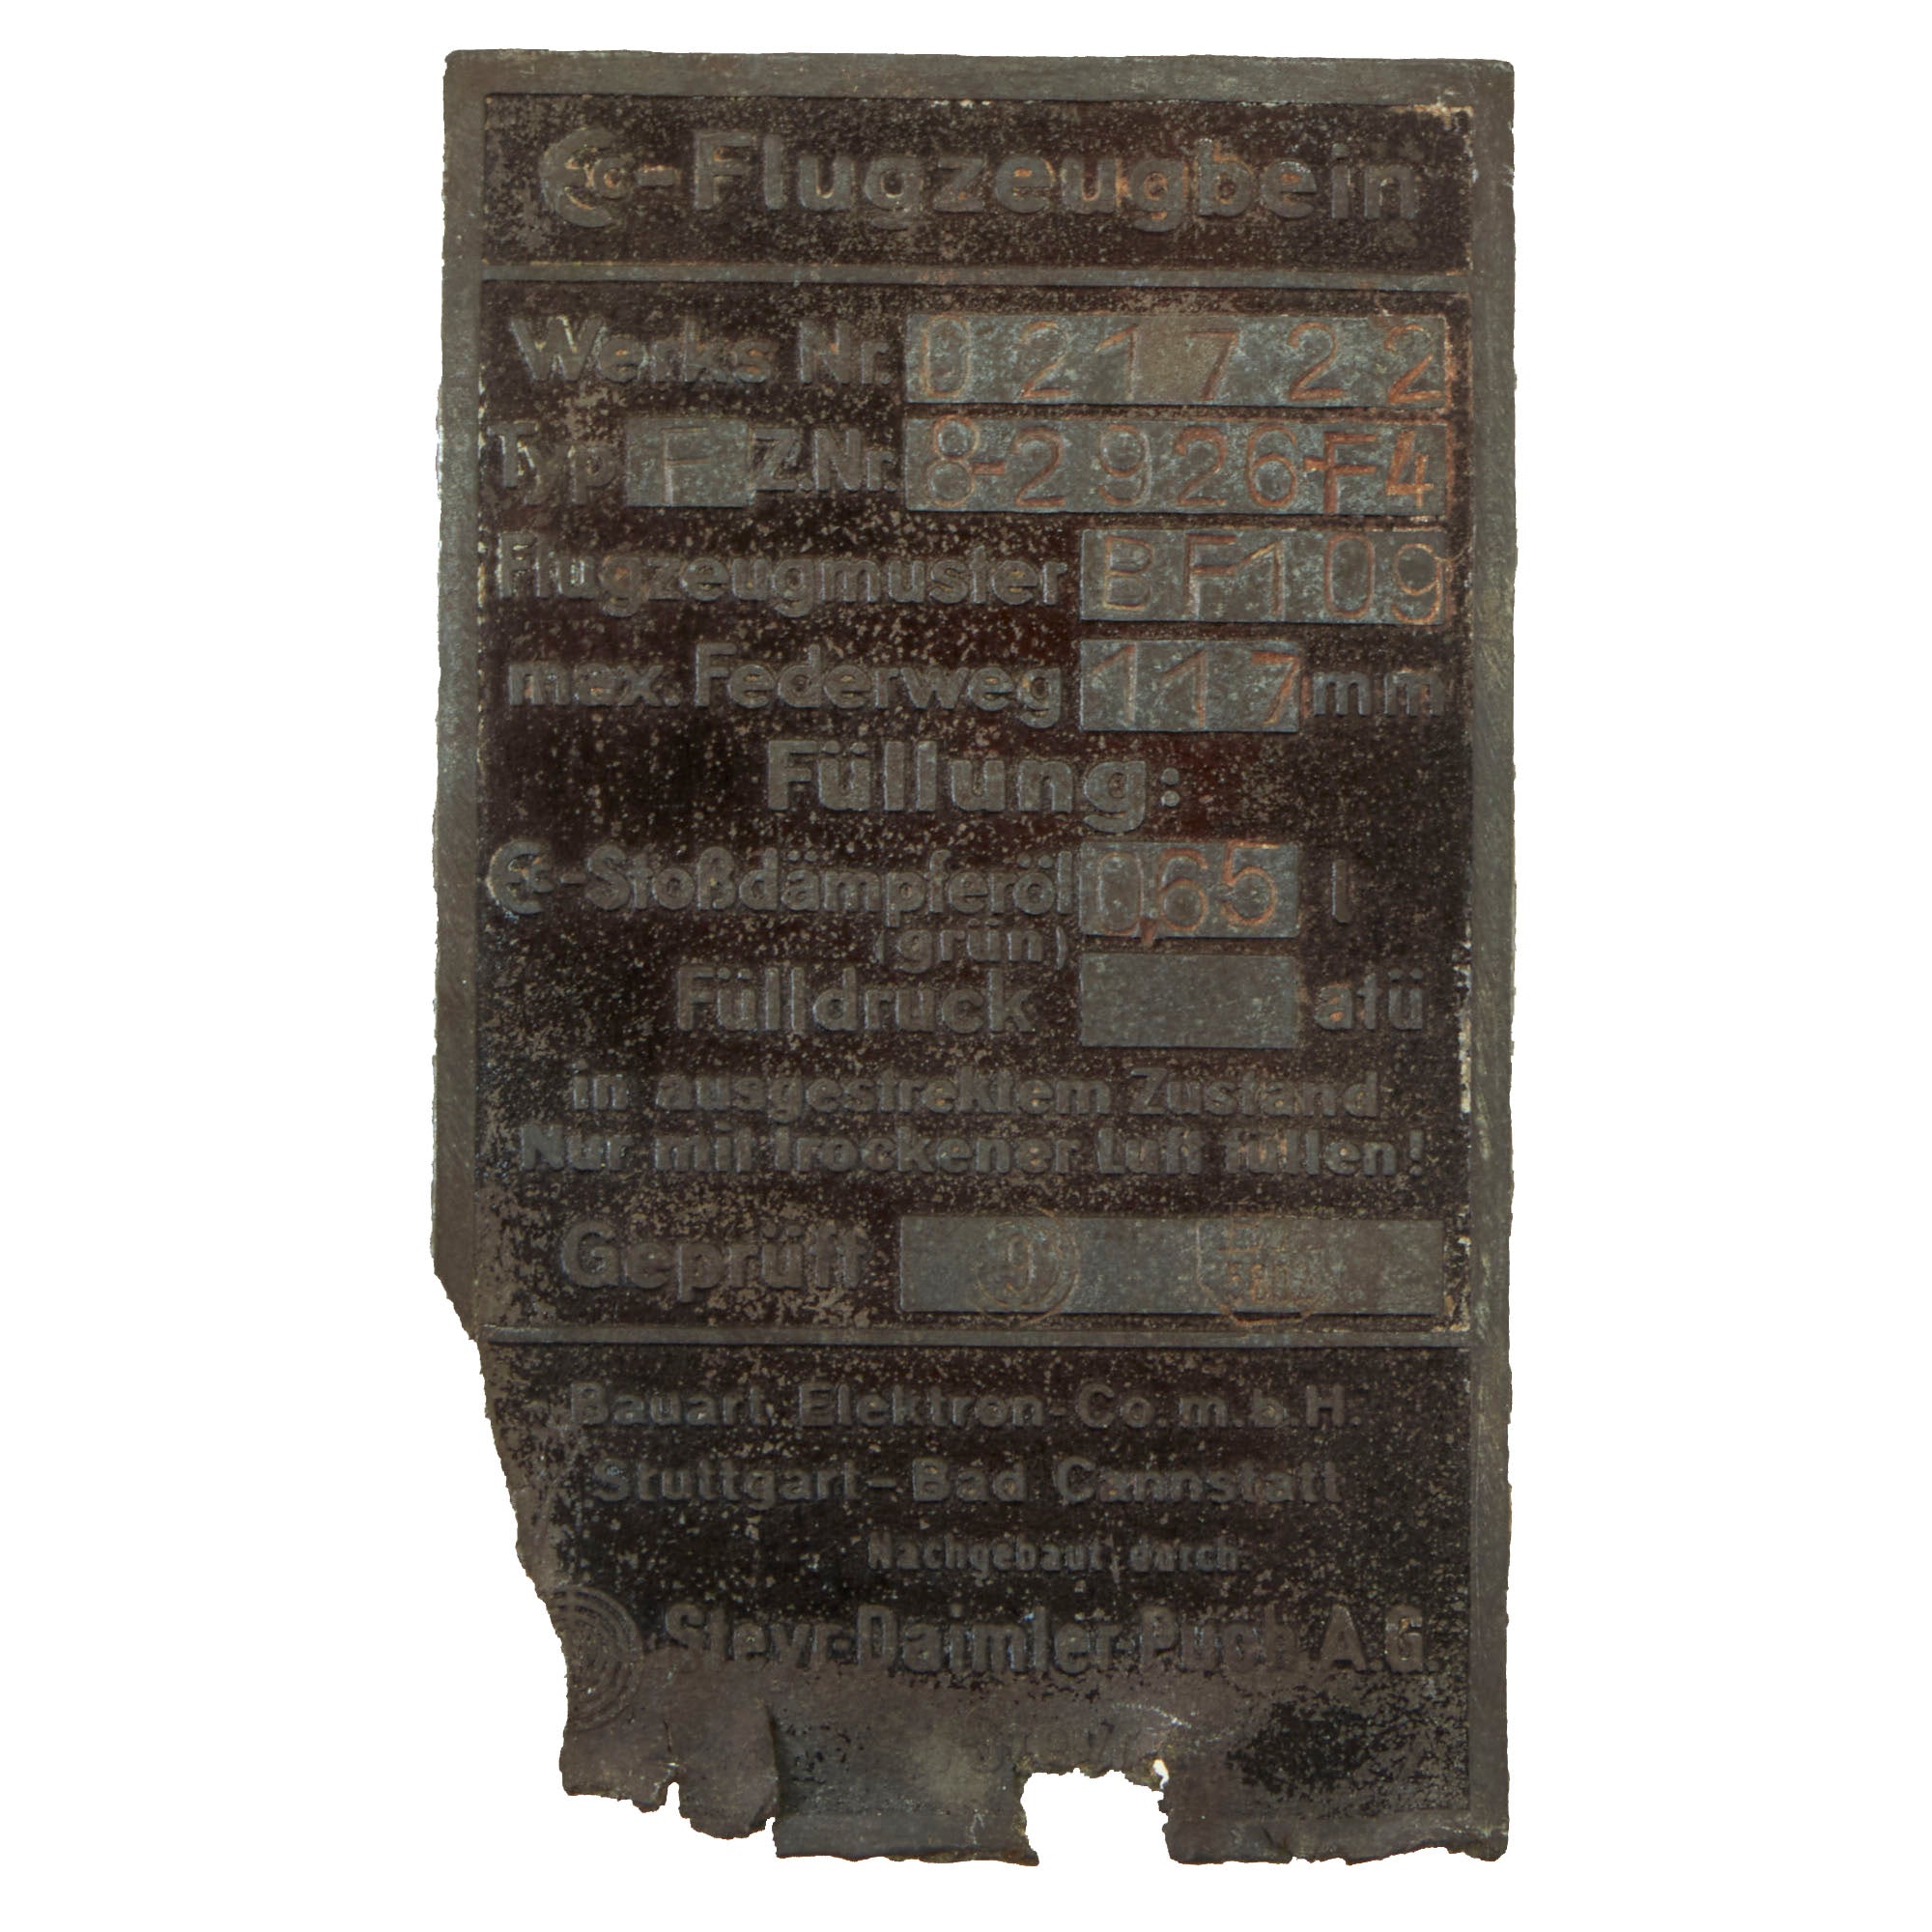 Ec-Flugzeugbein
Werks Nr. D 21722
Typ F Z.Nr. 8-2926-F4
Flugzeugmuster BF109
max. Federweg 117 mm
Füllung:
Ec-Stoßdämpferöl 0,65 l
(grün)
Fülldruck atü
in ausgestrektem Zustand
Nur mit trockener Luft füllen!
Geprüft
Bauart Elektron-Co.m.b.H.
Stuttgart-Bad Cannstatt
Nachgebaut durch
Steyr-Daimler-Puch A.G.